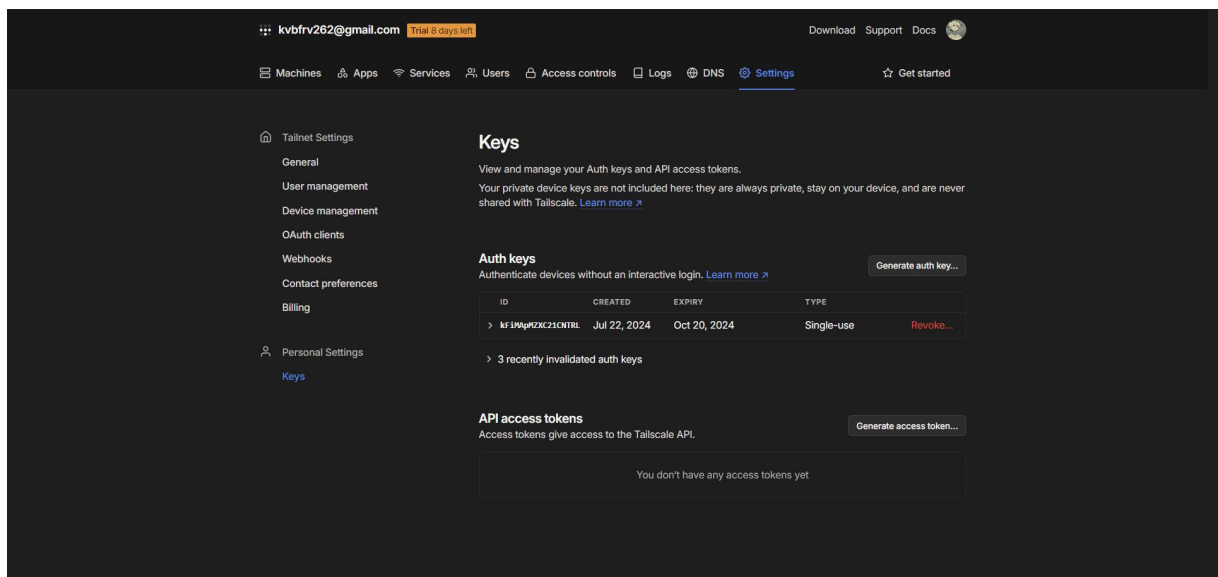 kvbfrv262@gmail.com Trial 8 days left Download Support Docs
Machines Apps Services Users Access controls Logs DNS Settings Get started
Tailnet Settings
General
User management
Device management
OAuth clients
Webhooks
Contact preferences
Billing
Personal Settings
Keys
Keys
View and manage your Auth keys and API access tokens.
Your private device keys are not included here: they are always private, stay on your device, and are never
shared with Tailscale. Learn more ↗
Auth keys
Generate auth key...
Authenticate devices without an interactive login. Learn more ↗
ID CREATED EXPIRY TYPE
kFiMApMZXC21CNTRL Jul 22, 2024 Oct 20, 2024 Single-use Revoke...
3 recently invalidated auth keys
API access tokens
Generate access token...
Access tokens give access to the Tailscale API.
You don't have any access tokens yet